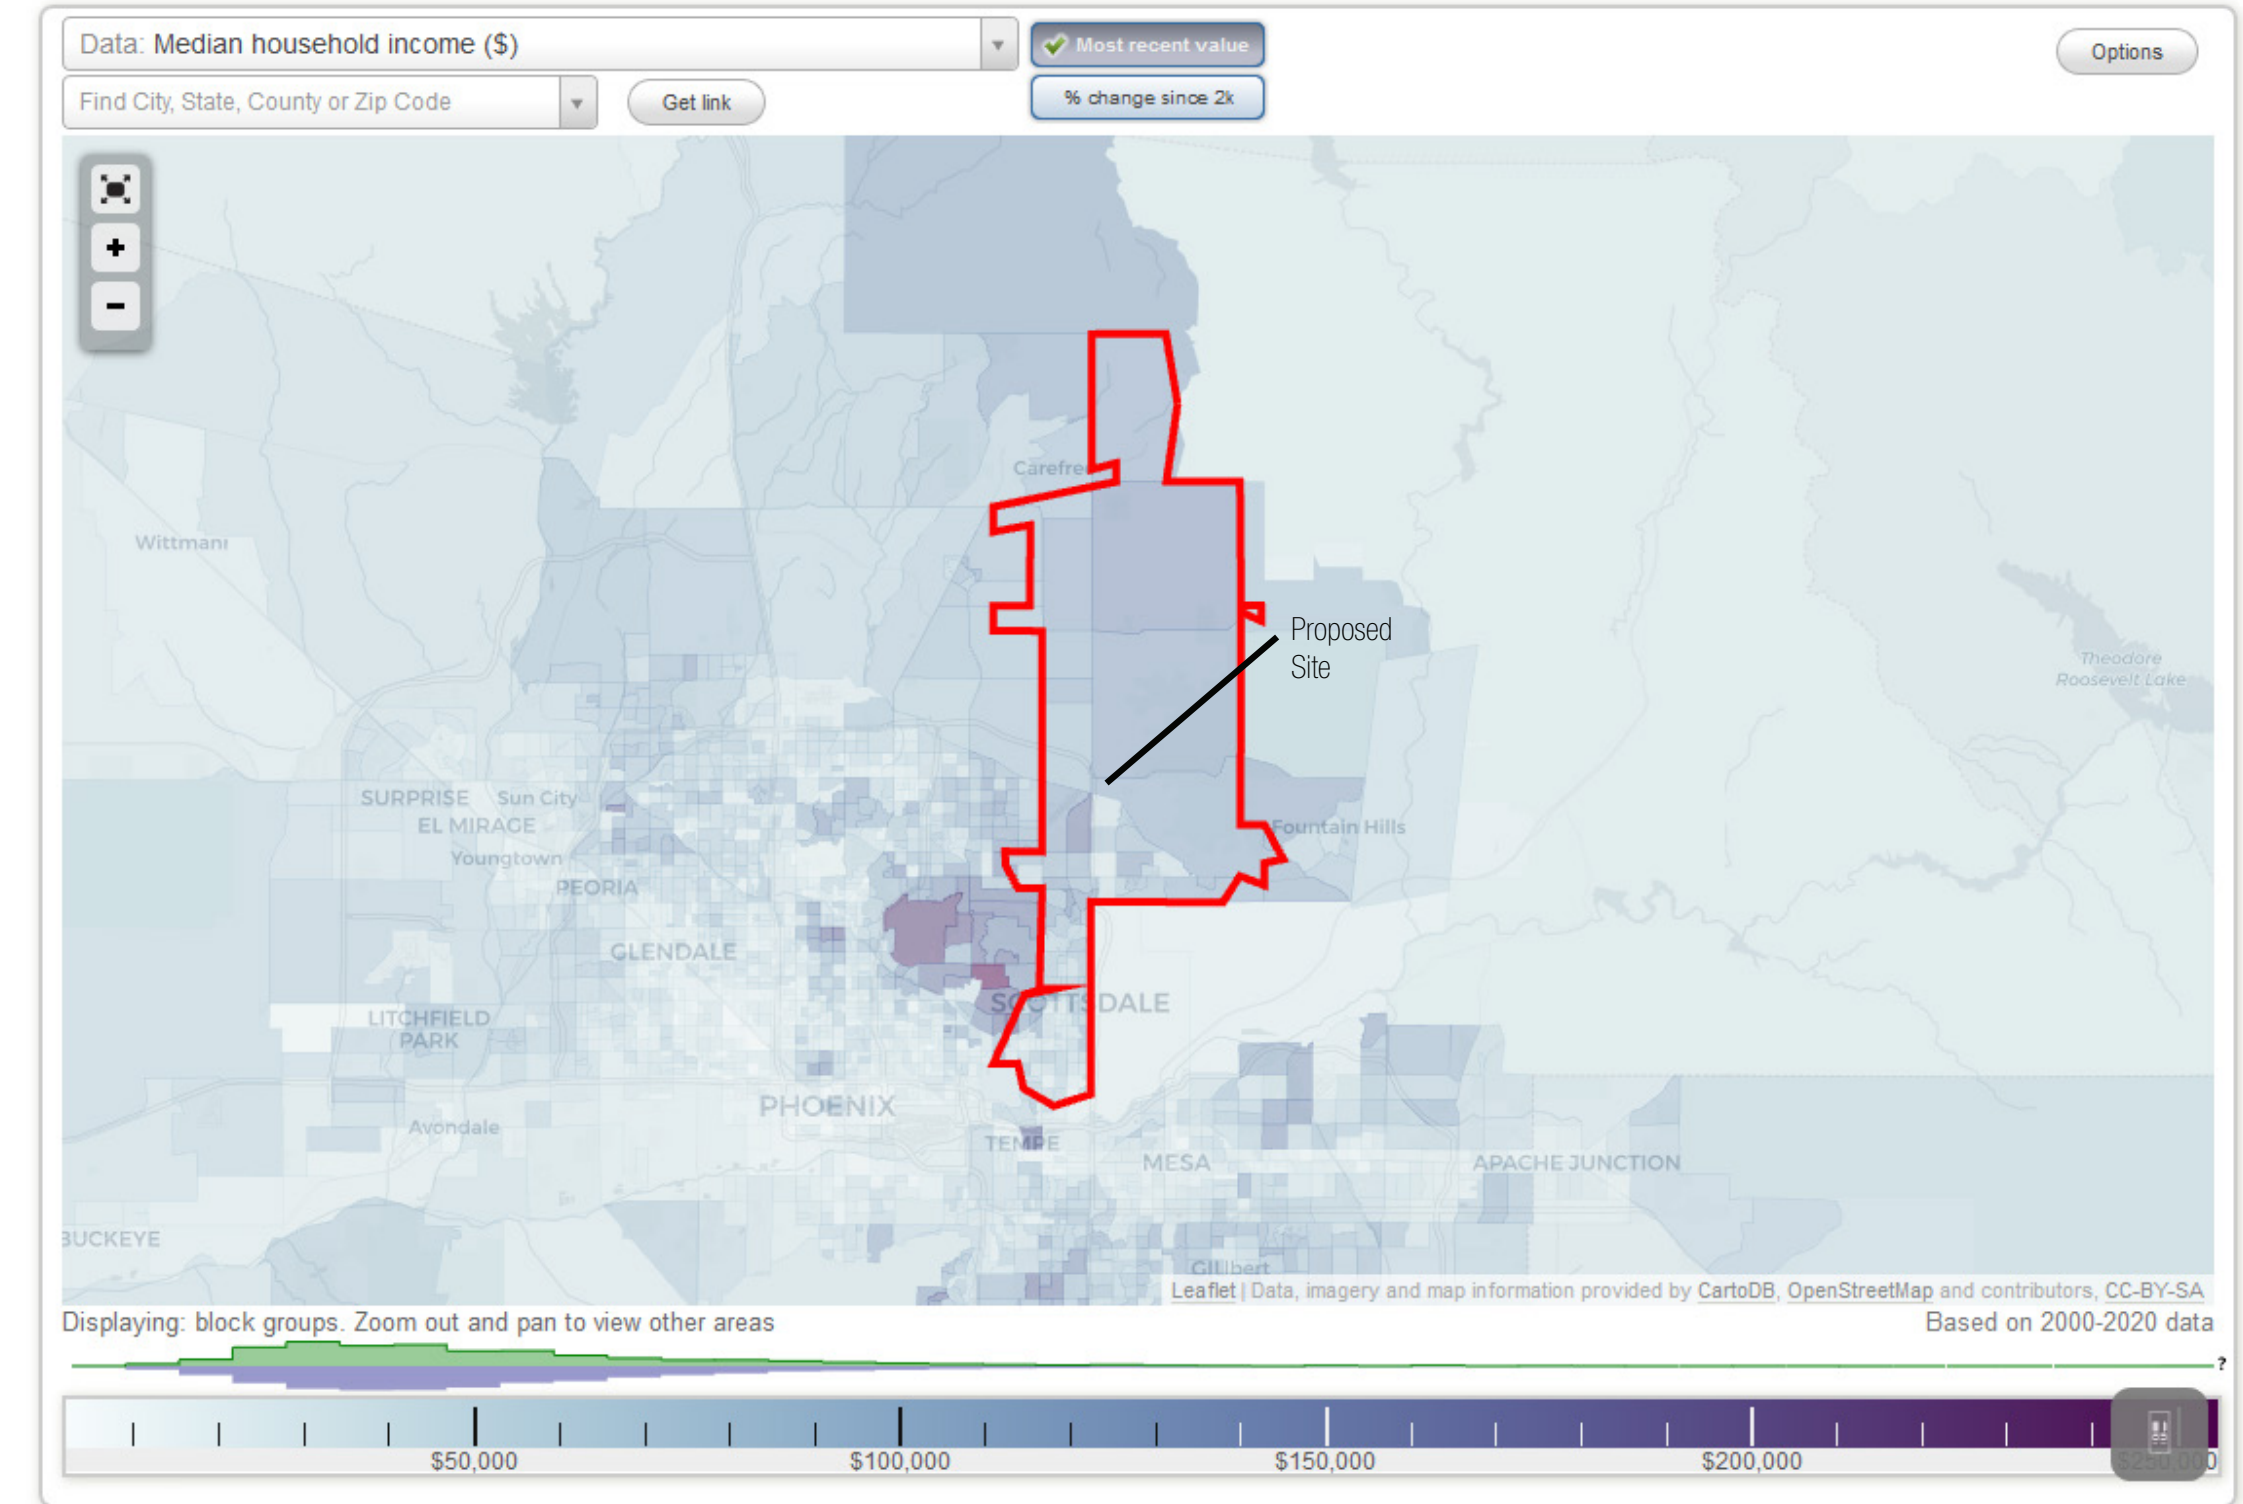 Data: Median household income ($)
Most recent value
Options
Find City, State, County or Zip Code
Get link
% change since 2k
+
−
Carefre
Wittmann
Proposed
Site
Theodore
Roosevelt Lake
SURPRISE
Sun City
EL MIRAGE
Fountain Hills
Youngtown
PEORIA
GLENDALE
SCOTTSDALE
LITCHFIELD
PARK
PHOENIX
Avondale
TEMPE
MESA
APACHE JUNCTION
BUCKEYE
GILlbert
Leaflet | Data, imagery and map information provided by CartoDB, OpenStreetMap and contributors, CC-BY-SA
Displaying: block groups. Zoom out and pan to view other areas
Based on 2000-2020 data
?
$50,000
$100,000
$150,000
$200,000
$250,000